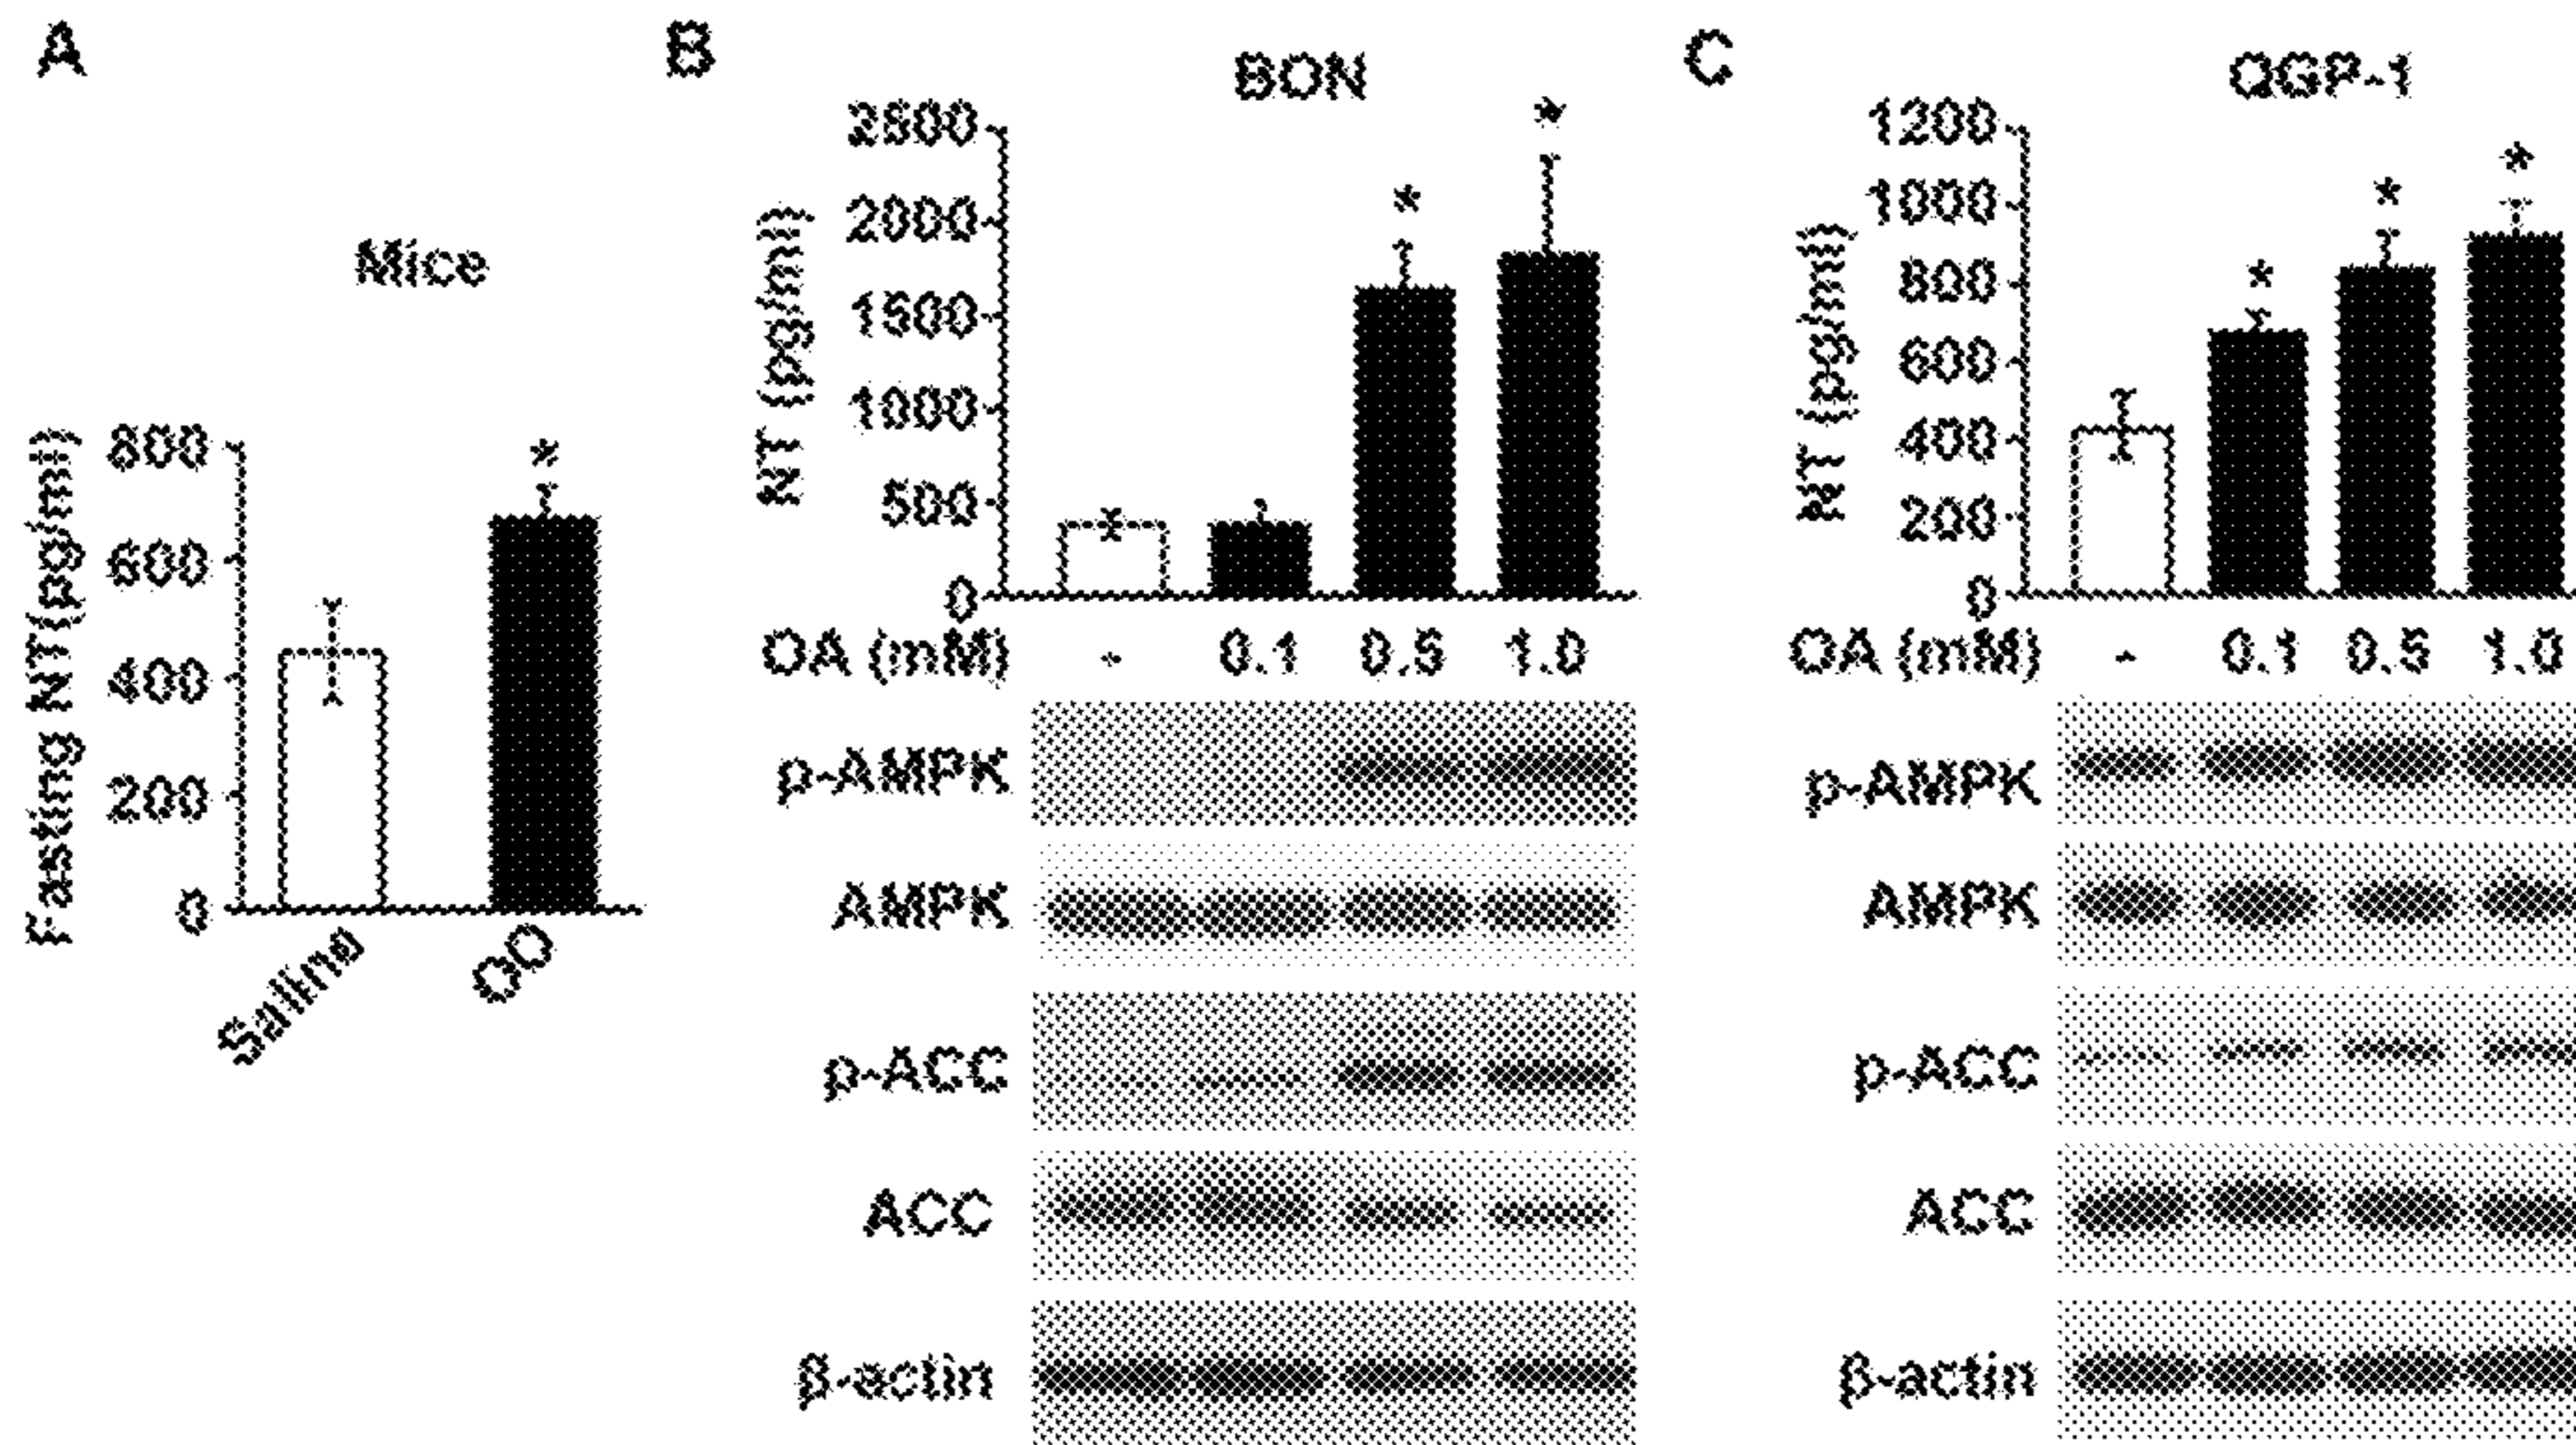 A
Mice
Fasting NT(pg/ml)
800
*
600
400
200
0
Saline
OO
B
BON
NT (pg/ml)
2500
*
2000
*
1500
1000
500
0
OA (mM)
- 0.1 0.5 1.0
p-AMPK
AMPK
p-ACC
ACC
β-actin
C
QGP-1
NT (pg/ml)
1200
*
1000
*
800
*
600
400
200
0
OA (mM)
- 0.1 0.5 1.0
p-AMPK
AMPK
p-ACC
ACC
β-actin